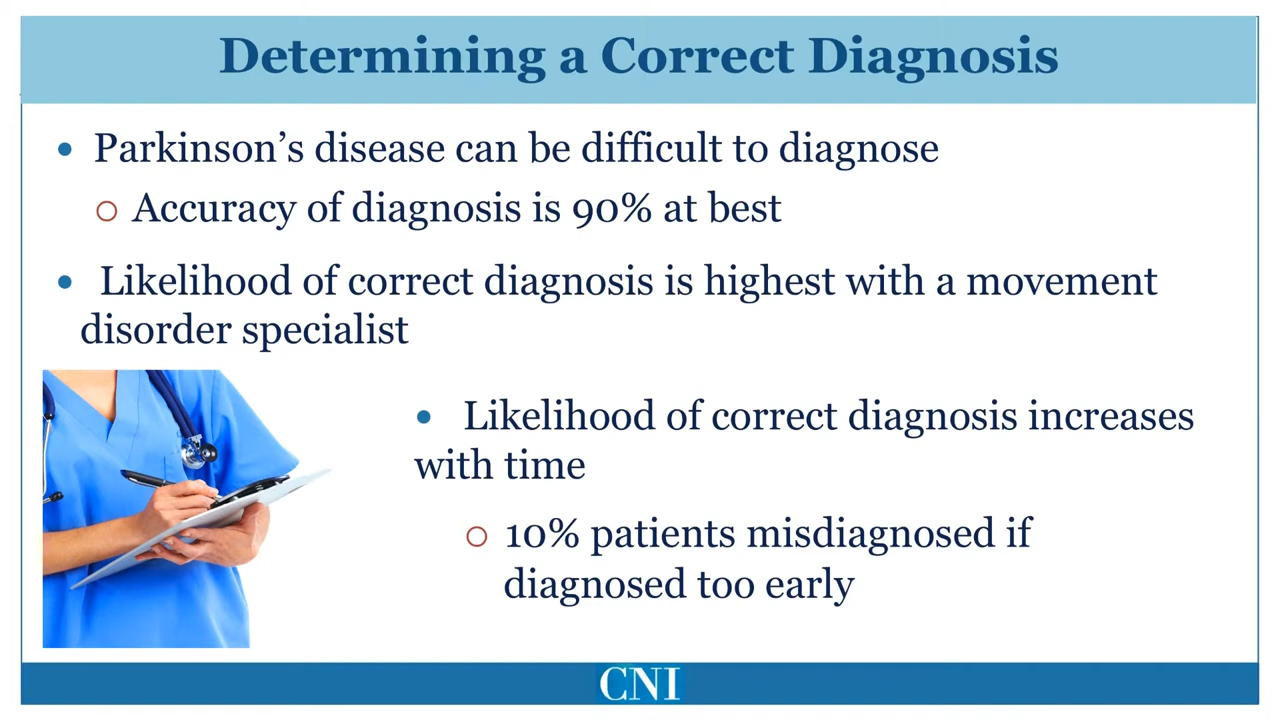 Determining a Correct Diagnosis
• Parkinson’s disease can be difficult to diagnose
○ Accuracy of diagnosis is 90% at best
• Likelihood of correct diagnosis is highest with a movement
disorder specialist
• Likelihood of correct diagnosis increases
with time
○ 10% patients misdiagnosed if
diagnosed too early
CNI